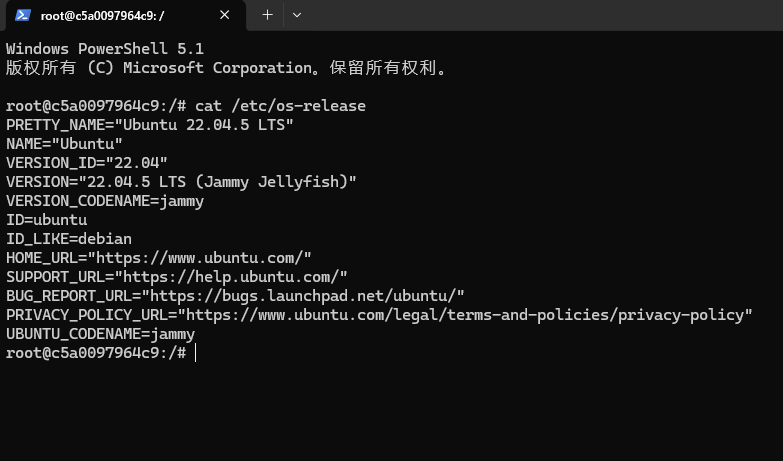 root@c5a0097964c9: /
Windows PowerShell 5.1
版权所有 (C) Microsoft Corporation。保留所有权利。
root@c5a0097964c9:/# cat /etc/os-release
PRETTY_NAME="Ubuntu 22.04.5 LTS"
NAME="Ubuntu"
VERSION_ID="22.04"
VERSION="22.04.5 LTS (Jammy Jellyfish)"
VERSION_CODENAME=jammy
ID=ubuntu
ID_LIKE=debian
HOME_URL="https://www.ubuntu.com/"
SUPPORT_URL="https://help.ubuntu.com/"
BUG_REPORT_URL="https://bugs.launchpad.net/ubuntu/"
PRIVACY_POLICY_URL="https://www.ubuntu.com/legal/terms-and-policies/privacy-policy"
UBUNTU_CODENAME=jammy
root@c5a0097964c9:/#